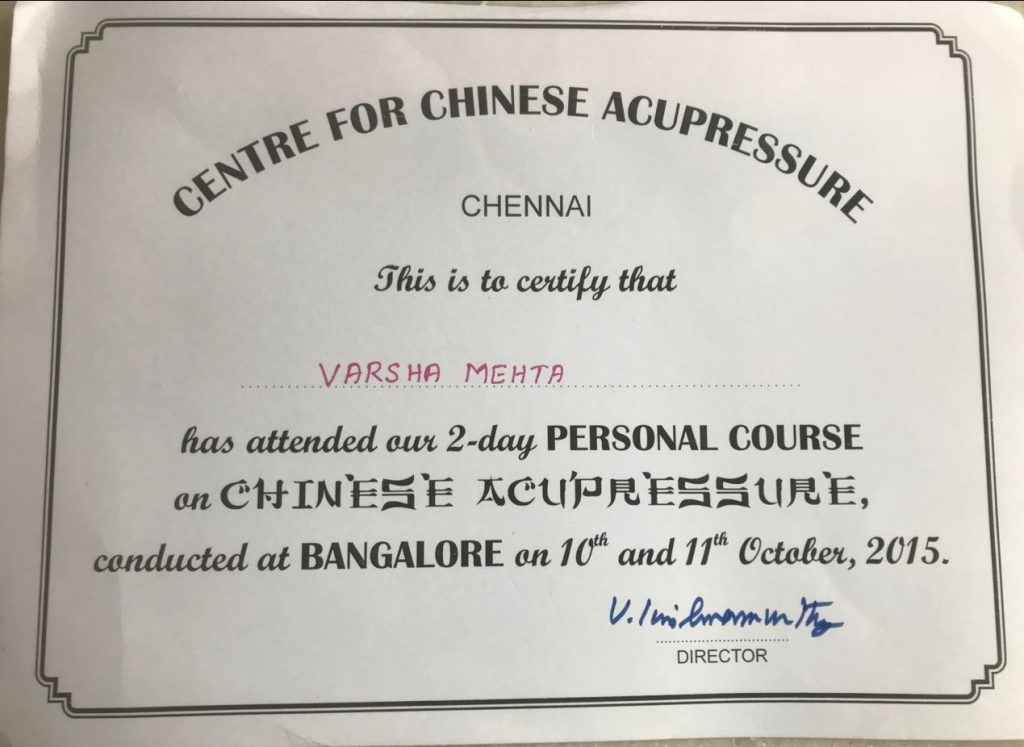 CENTRE FOR CHINESE ACUPRESSURE
CHENNAI
This is to certify that
VARSHA MEHTA
has attended our 2-day PERSONAL COURSE
on CHINESE ACUPRESSURE,
conducted at BANGALORE on 10th and 11th October, 2015.
V.
DIRECTOR